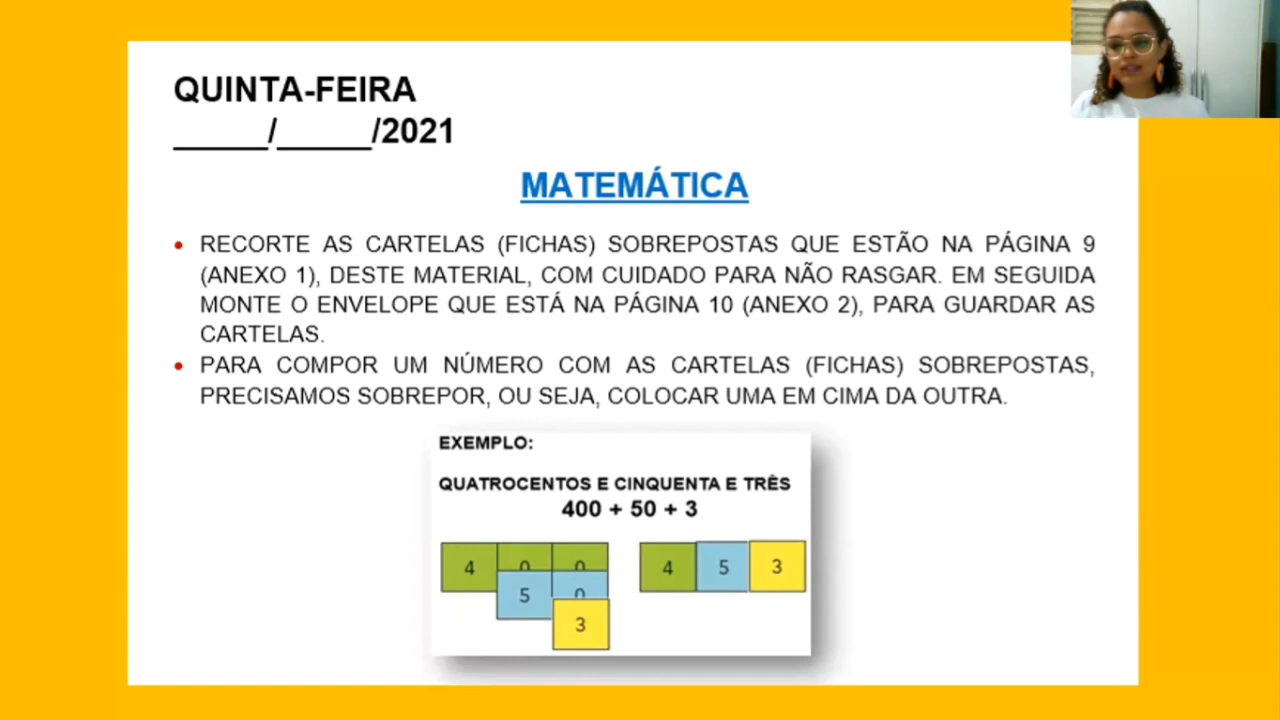 QUINTA-FEIRA
_____/_____/2021
MATEMÁTICA
• RECORTE AS CARTELAS (FICHAS) SOBREPOSTAS QUE ESTÃO NA PÁGINA 9
(ANEXO 1), DESTE MATERIAL, COM CUIDADO PARA NÃO RASGAR. EM SEGUIDA
MONTE O ENVELOPE QUE ESTÁ NA PÁGINA 10 (ANEXO 2), PARA GUARDAR AS
CARTELAS.
• PARA COMPOR UM NÚMERO COM AS CARTELAS (FICHAS) SOBREPOSTAS,
PRECISAMOS SOBREPOR, OU SEJA, COLOCAR UMA EM CIMA DA OUTRA.
EXEMPLO:
QUATROCENTOS E CINQUENTA E TRÊS
400 + 50 + 3
4 0 0
5 0
3
4 5 3